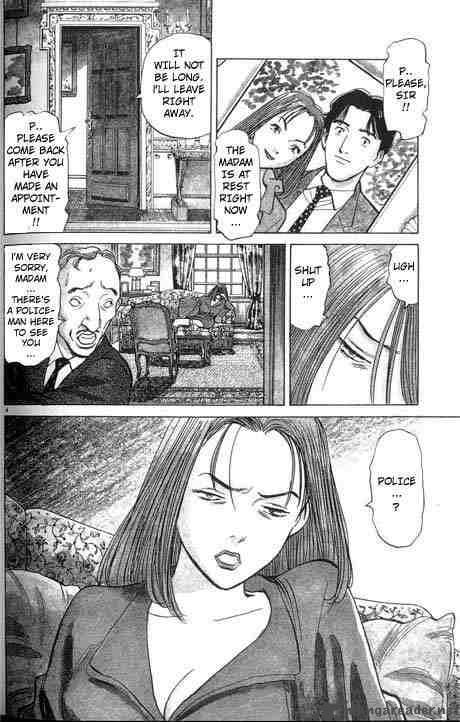 P..
PLEASE,
SIR
!!
THE
MADAM
IS AT
REST
RIGHT
NOW
...
IT
WILL NOT
BE LONG.
I'LL LEAVE
RIGHT
AWAY.
P..
PLEASE
COME BACK
AFTER YOU
HAVE
MADE AN
APPOINT-
MENT
!!
UGH
...
SHUT
UP
...
I'M VERY
SORRY,
MADAM
...
THERE'S
A POLICE-
MAN HERE
TO SEE
YOU
...
POLICE
...
?
ngareader.net